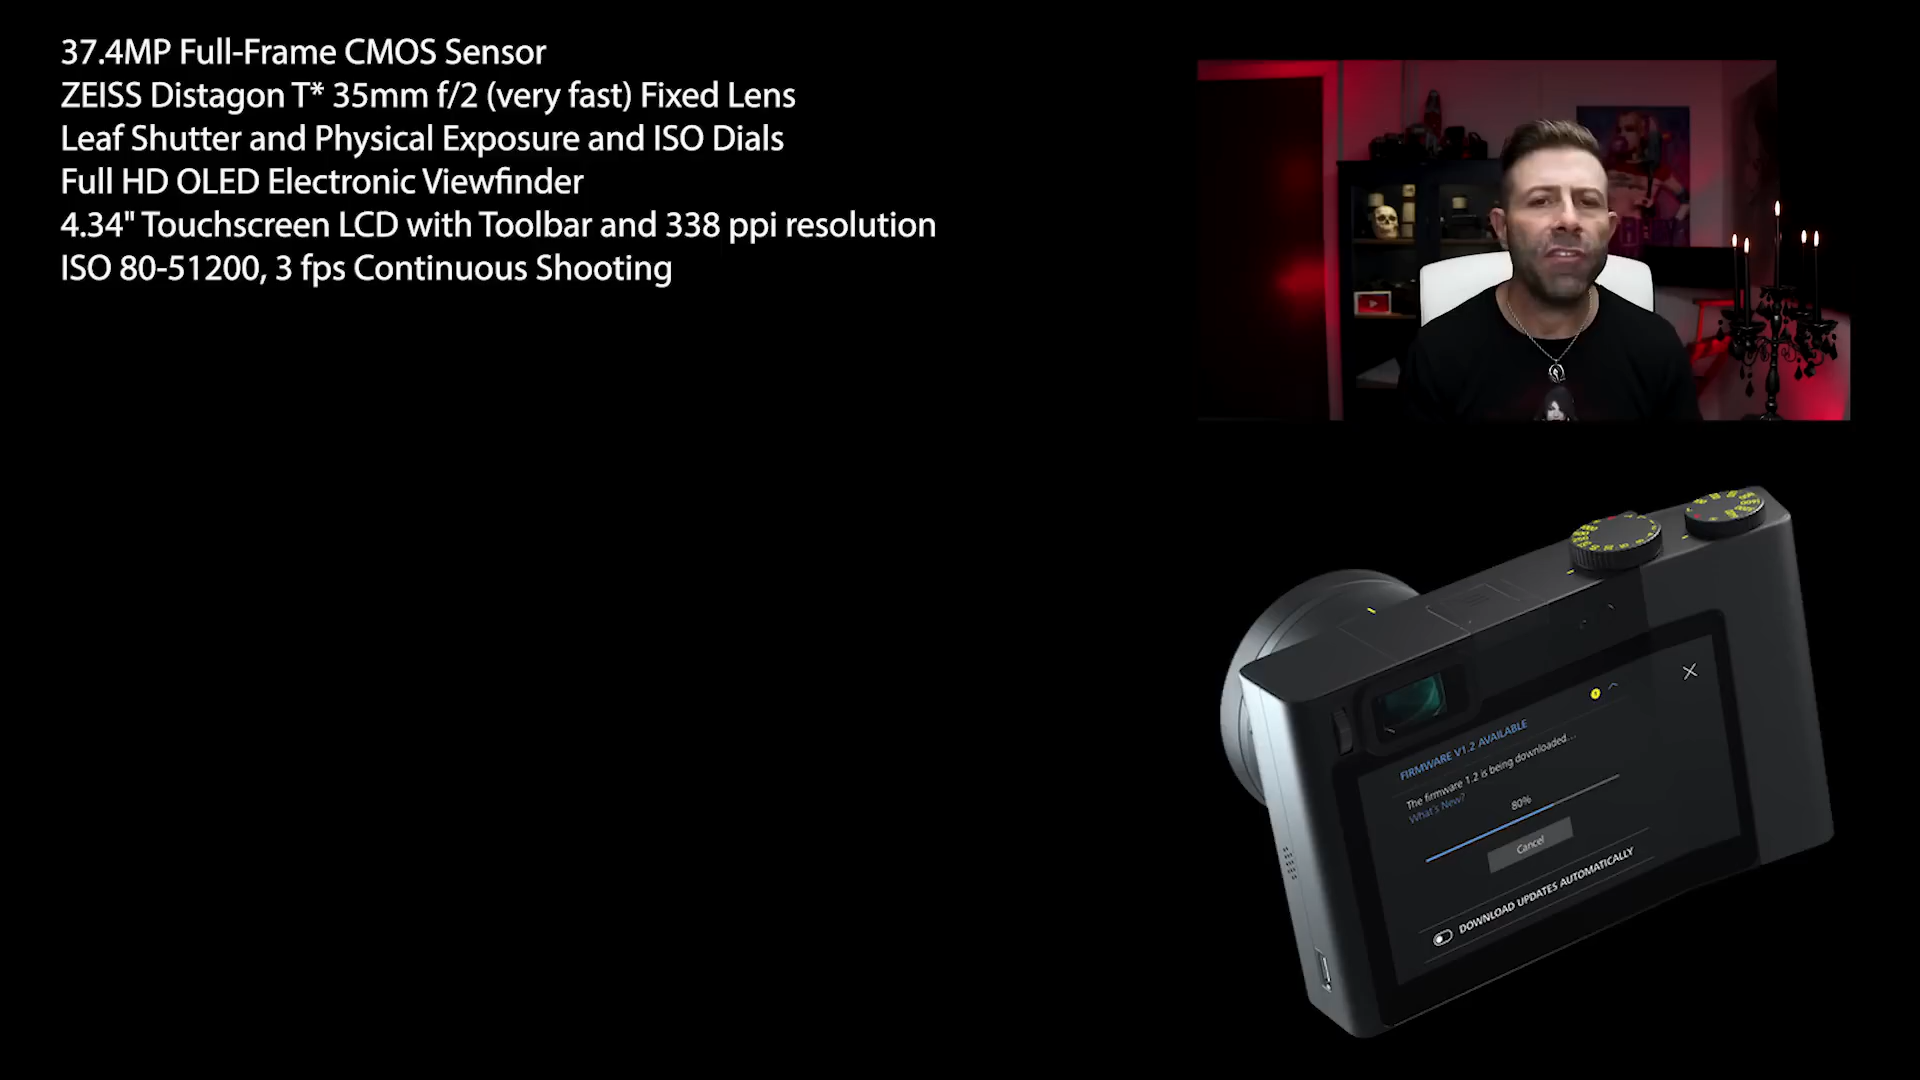 37.4MP Full-Frame CMOS Sensor
ZEISS Distagon T* 35mm f/2 (very fast) Fixed Lens
Leaf Shutter and Physical Exposure and ISO Dials
Full HD OLED Electronic Viewfinder
4.34" Touchscreen LCD with Toolbar and 338 ppi resolution
ISO 80-51200, 3 fps Continuous Shooting
FIRMWARE V1.2 AVAILABLE
The firmware 1.2 is being downloaded...
What's New?
80%
Cancel
DOWNLOAD UPDATES AUTOMATICALLY